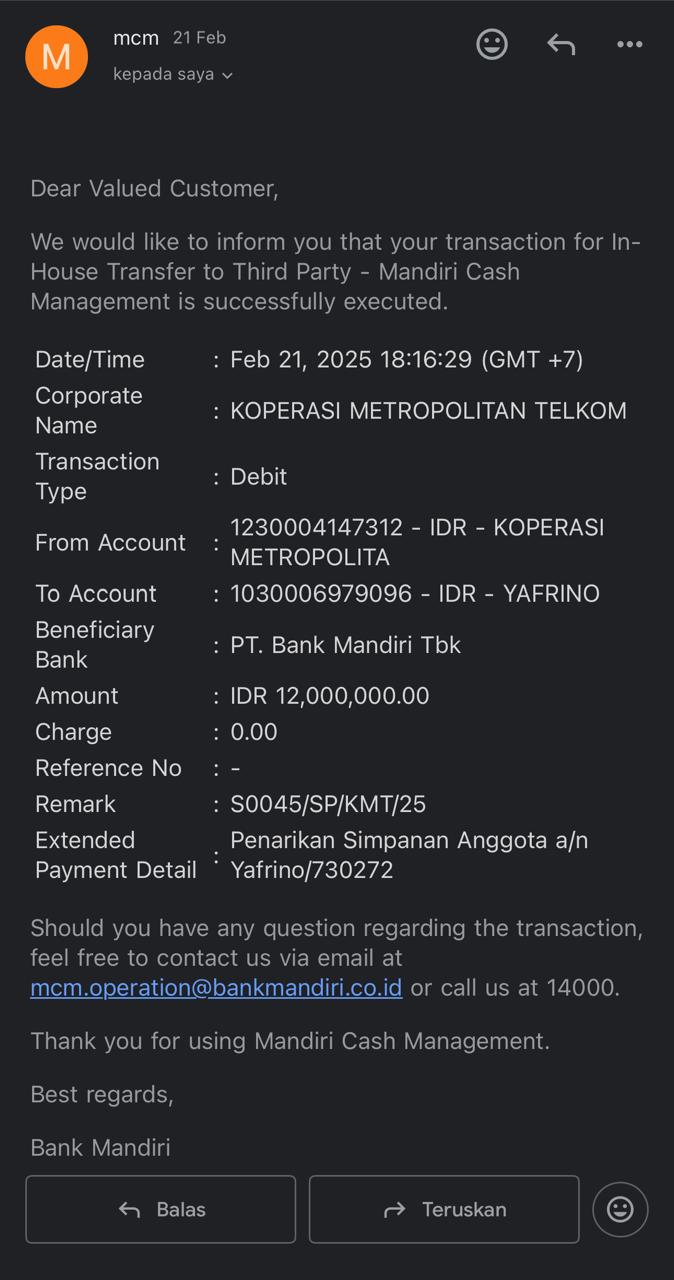 M
mcm 21 Feb
kepada saya
Dear Valued Customer,
We would like to inform you that your transaction for In-
House Transfer to Third Party - Mandiri Cash
Management is successfully executed.
Date/Time : Feb 21, 2025 18:16:29 (GMT +7)
Corporate
Name : KOPERASI METROPOLITAN TELKOM
Transaction
Type : Debit
From Account : 1230004147312 - IDR - KOPERASI
METROPOLITA
To Account : 1030006979096 - IDR - YAFRINO
Beneficiary
Bank : PT. Bank Mandiri Tbk
Amount : IDR 12,000,000.00
Charge : 0.00
Reference No : -
Remark : S0045/SP/KMT/25
Extended
Payment Detail : Penarikan Simpanan Anggota a/n
Yafrino/730272
Should you have any question regarding the transaction,
feel free to contact us via email at
mcm.operation@bankmandiri.co.id or call us at 14000.
Thank you for using Mandiri Cash Management.
Best regards,
Bank Mandiri
Balas
Teruskan